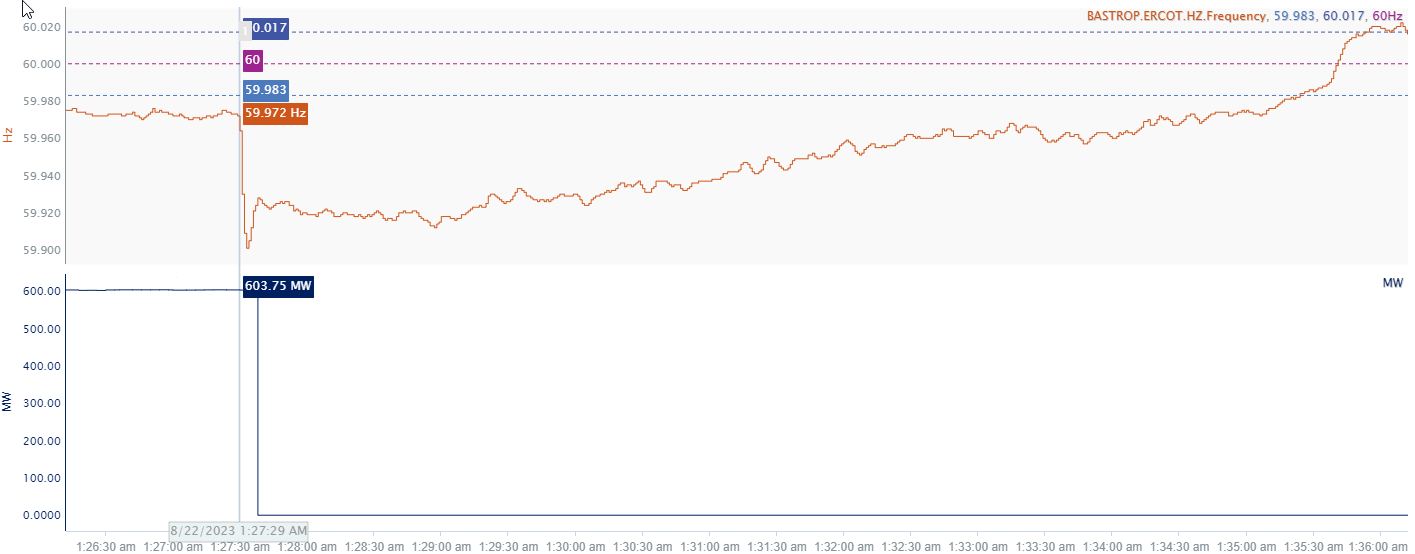 BASTROP.ERCOT.HZ.Frequency, 59.983, 60.017, 60Hz
60.020
0.017
60.000
60
59.983
59.980
59.972 Hz
59.960
Hz
59.940
59.920
59.900
603.75 MW
MW
600.00
500.00
400.00
MW
300.00
200.00
100.00
0.0000
8/22/2023 1:27:29 AM
1:26:30 am 1:27:00 am 1:27:30 am 1:28:00 am 1:28:30 am 1:29:00 am 1:29:30 am 1:30:00 am 1:30:30 am 1:31:00 am 1:31:30 am 1:32:00 am 1:32:30 am 1:33:00 am 1:33:30 am 1:34:00 am 1:34:30 am 1:35:00 am 1:35:30 am 1:36:00 am